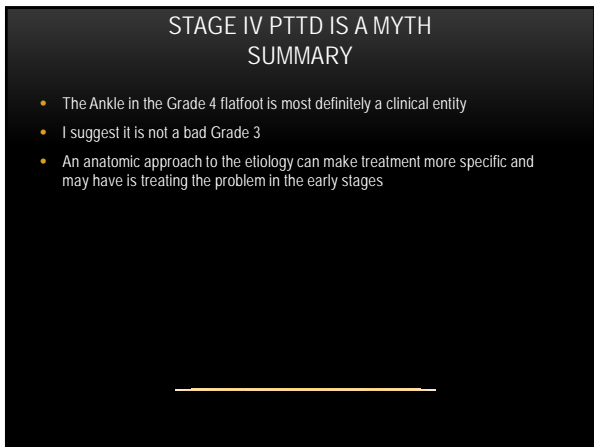 STAGE IV PTTD IS A MYTH
SUMMARY
• The Ankle in the Grade 4 flatfoot is most definitely a clinical entity
• I suggest it is not a bad Grade 3
• An anatomic approach to the etiology can make treatment more specific and
may have is treating the problem in the early stages